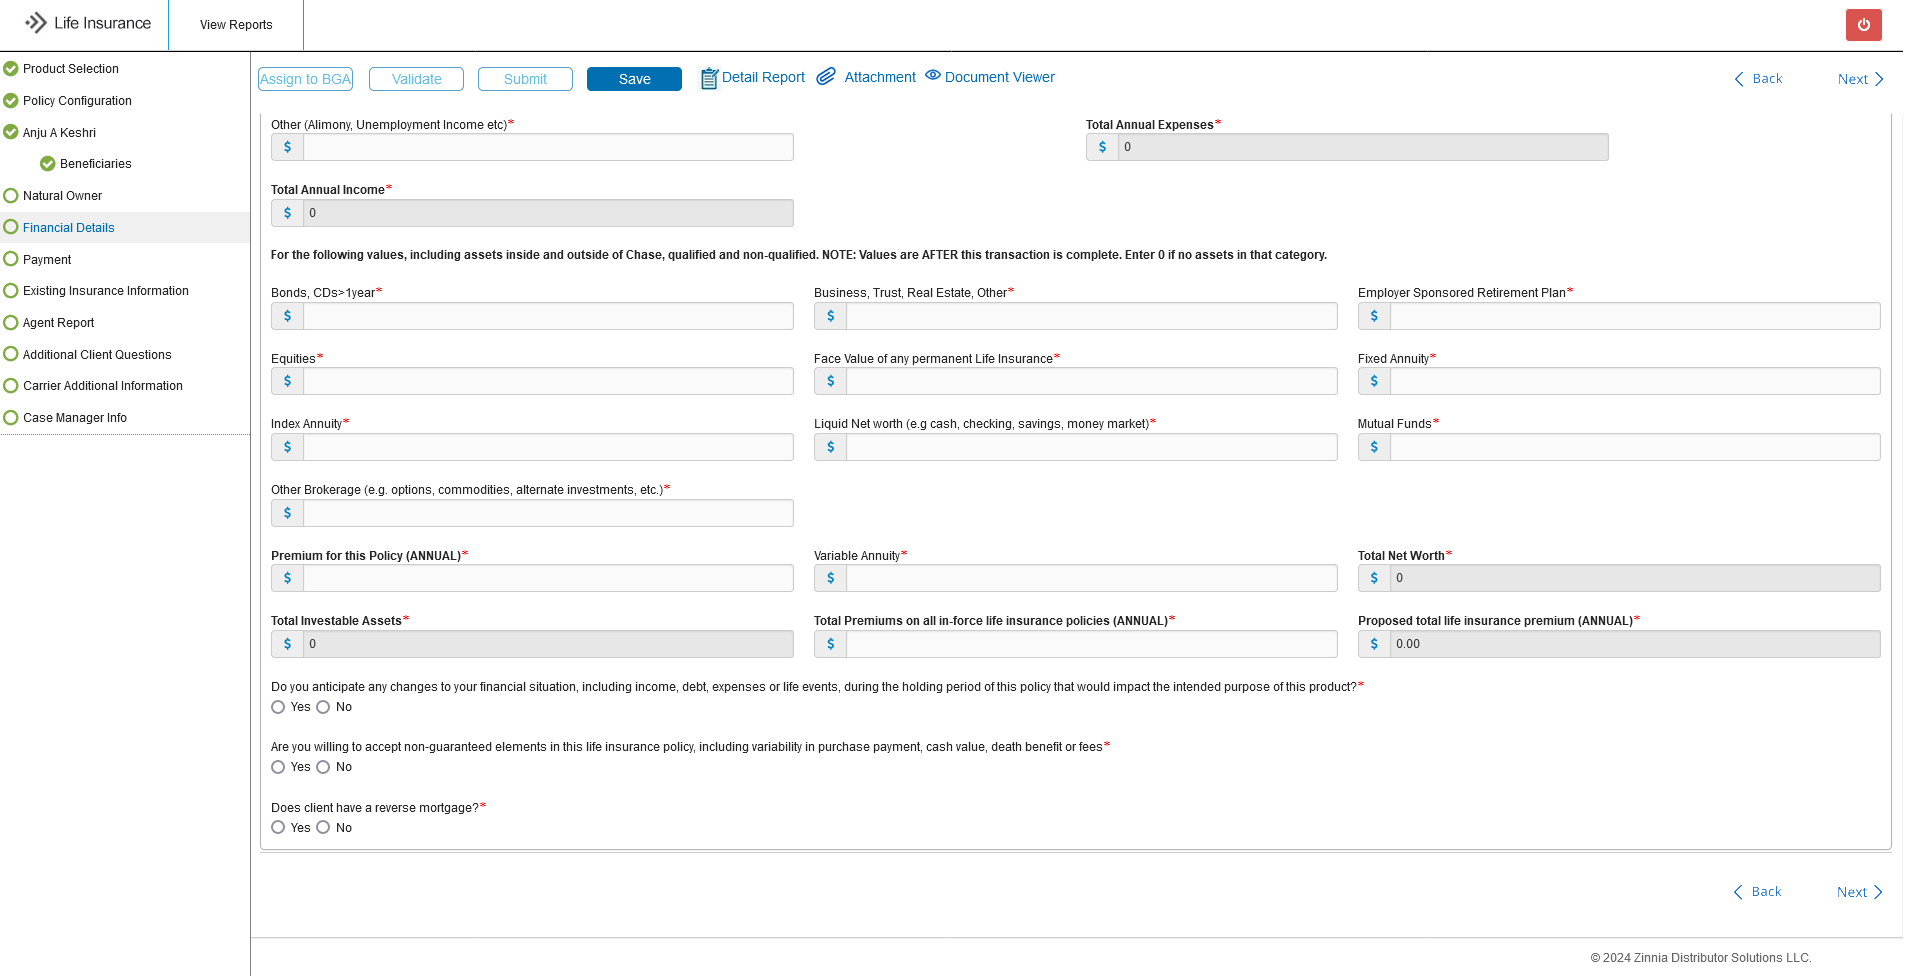 Life Insurance
View Reports
Product Selection
Policy Configuration
Anju A Keshri
Beneficiaries
Natural Owner
Financial Details
Payment
Existing Insurance Information
Agent Report
Additional Client Questions
Carrier Additional Information
Case Manager Info
Assign to BGA Validate Submit Save Detail Report Attachment Document Viewer Back Next
Other (Alimony, Unemployment Income etc)* Total Annual Expenses*
$ $ 0
Total Annual Income*
$ 0
For the following values, including assets inside and outside of Chase, qualified and non-qualified. NOTE: Values are AFTER this transaction is complete. Enter 0 if no assets in that category.
Bonds, CDs>1year* Business, Trust, Real Estate, Other* Employer Sponsored Retirement Plan*
$ $ $
Equities* Face Value of any permanent Life Insurance* Fixed Annuity*
$ $ $
Index Annuity* Liquid Net worth (e.g cash, checking, savings, money market)* Mutual Funds*
$ $ $
Other Brokerage (e.g. options, commodities, alternate investments, etc.)*
$
Premium for this Policy (ANNUAL)* Variable Annuity* Total Net Worth*
$ $ $ 0
Total Investable Assets* Total Premiums on all in-force life insurance policies (ANNUAL)* Proposed total life insurance premium (ANNUAL)*
$ 0 $ $ 0.00
Do you anticipate any changes to your financial situation, including income, debt, expenses or life events, during the holding period of this policy that would impact the intended purpose of this product?*
Yes No
Are you willing to accept non-guaranteed elements in this life insurance policy, including variability in purchase payment, cash value, death benefit or fees*
Yes No
Does client have a reverse mortgage?*
Yes No
Back Next
© 2024 Zinnia Distributor Solutions LLC.